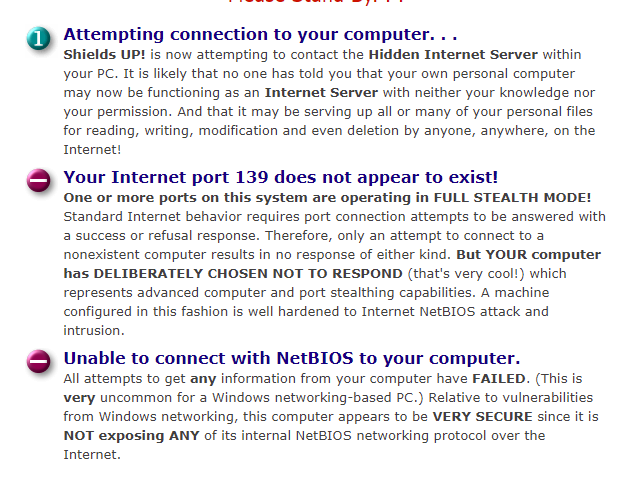 Please Stand By. . .
1
Attempting connection to your computer. . .
Shields UP! is now attempting to contact the Hidden Internet Server within
your PC. It is likely that no one has told you that your own personal computer
may now be functioning as an Internet Server with neither your knowledge nor
your permission. And that it may be serving up all or many of your personal files
for reading, writing, modification and even deletion by anyone, anywhere, on the
Internet!
Your Internet port 139 does not appear to exist!
One or more ports on this system are operating in FULL STEALTH MODE!
Standard Internet behavior requires port connection attempts to be answered with
a success or refusal response. Therefore, only an attempt to connect to a
nonexistent computer results in no response of either kind. But YOUR computer
has DELIBERATELY CHOSEN NOT TO RESPOND (that's very cool!) which
represents advanced computer and port stealthing capabilities. A machine
configured in this fashion is well hardened to Internet NetBIOS attack and
intrusion.
Unable to connect with NetBIOS to your computer.
All attempts to get any information from your computer have FAILED. (This is
very uncommon for a Windows networking-based PC.) Relative to vulnerabilities
from Windows networking, this computer appears to be VERY SECURE since it is
NOT exposing ANY of its internal NetBIOS networking protocol over the
Internet.